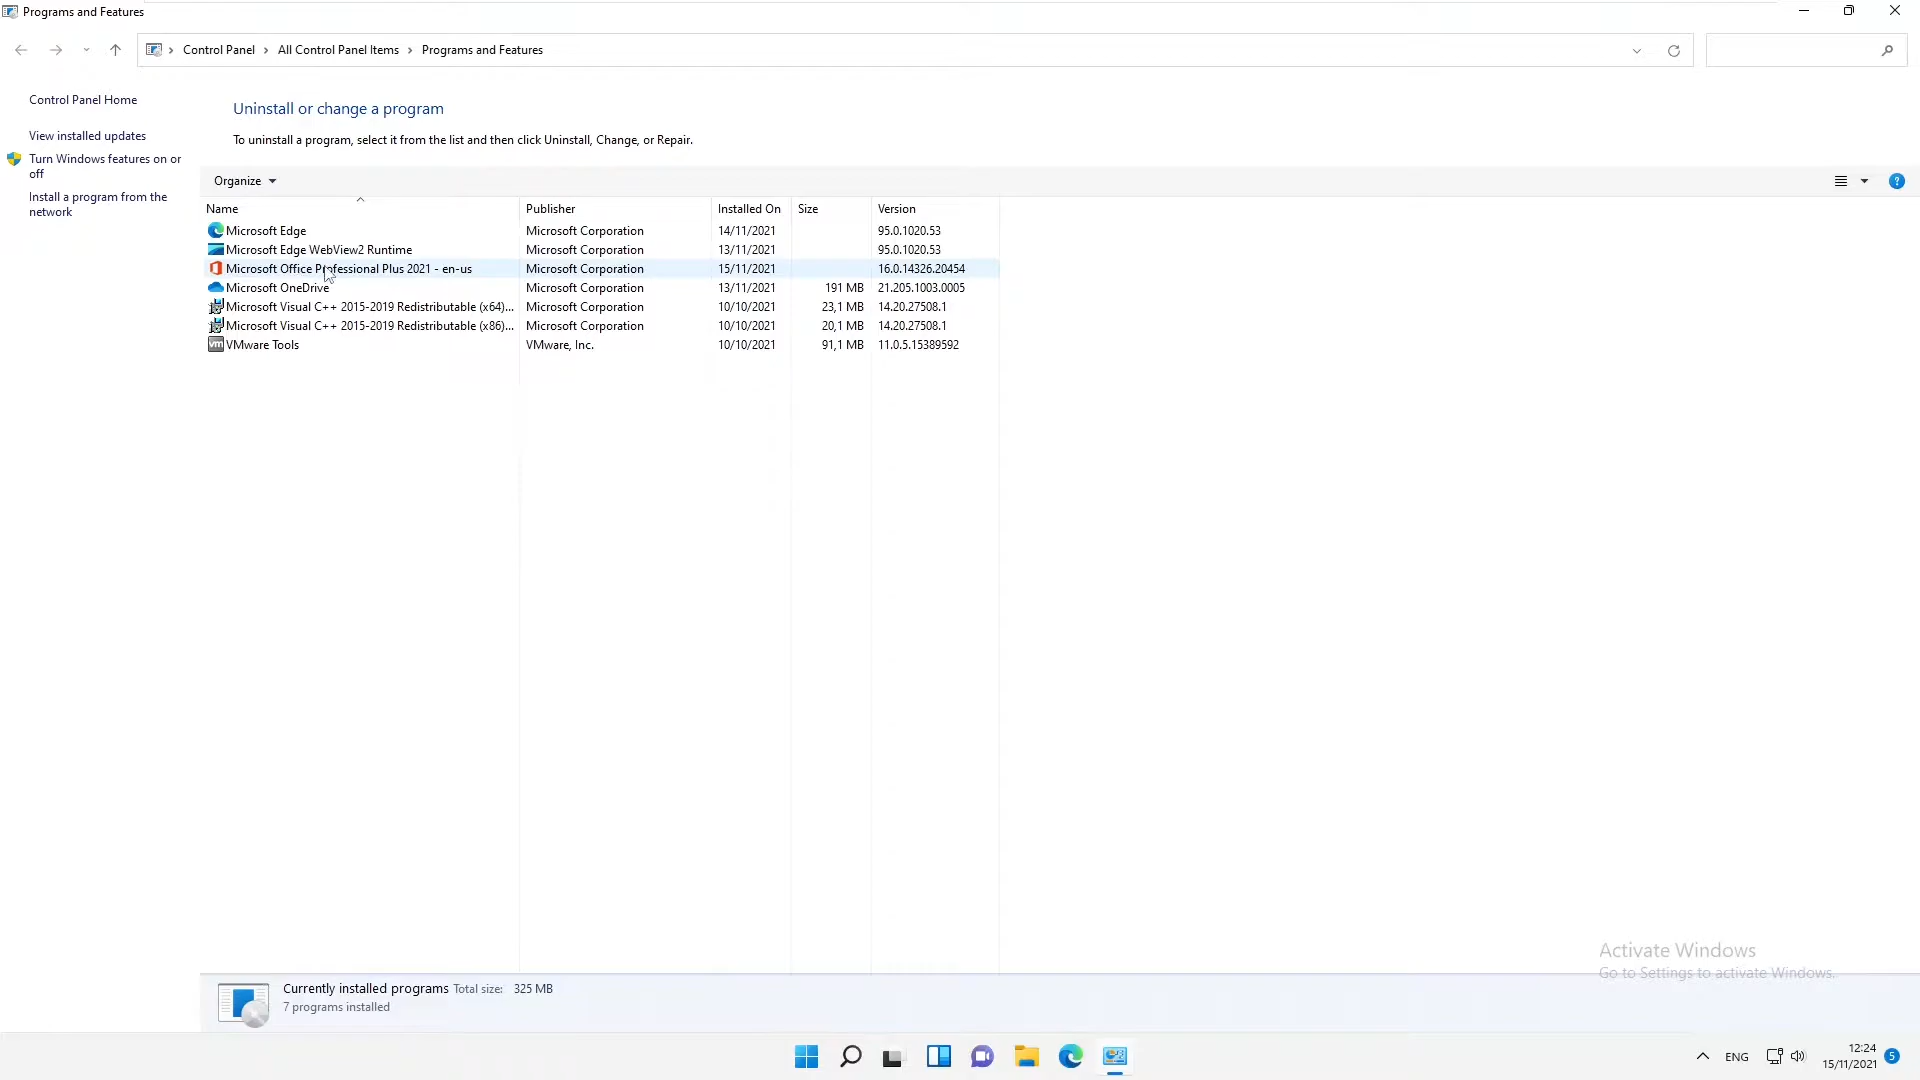 Programs and Features
Control Panel > All Control Panel Items > Programs and Features
Control Panel Home
View installed updates
Turn Windows features on or
off
Install a program from the
network
Uninstall or change a program
To uninstall a program, select it from the list and then click Uninstall, Change, or Repair.
Organize
Name Publisher Installed On Size Version
Microsoft Edge Microsoft Corporation 14/11/2021 95.0.1020.53
Microsoft Edge WebView2 Runtime Microsoft Corporation 13/11/2021 95.0.1020.53
Microsoft Office Professional Plus 2021 - en-us Microsoft Corporation 15/11/2021 16.0.14326.20454
Microsoft OneDrive Microsoft Corporation 13/11/2021 191 MB 21.205.1003.0005
Microsoft Visual C++ 2015-2019 Redistributable (x64)... Microsoft Corporation 10/10/2021 23,1 MB 14.20.27508.1
Microsoft Visual C++ 2015-2019 Redistributable (x86)... Microsoft Corporation 10/10/2021 20,1 MB 14.20.27508.1
vm VMware Tools VMware, Inc. 10/10/2021 91,1 MB 11.0.5.15389592
Activate Windows
Go to Settings to activate Windows.
Currently installed programs Total size: 325 MB
7 programs installed
ENG
12:24
15/11/2021
5